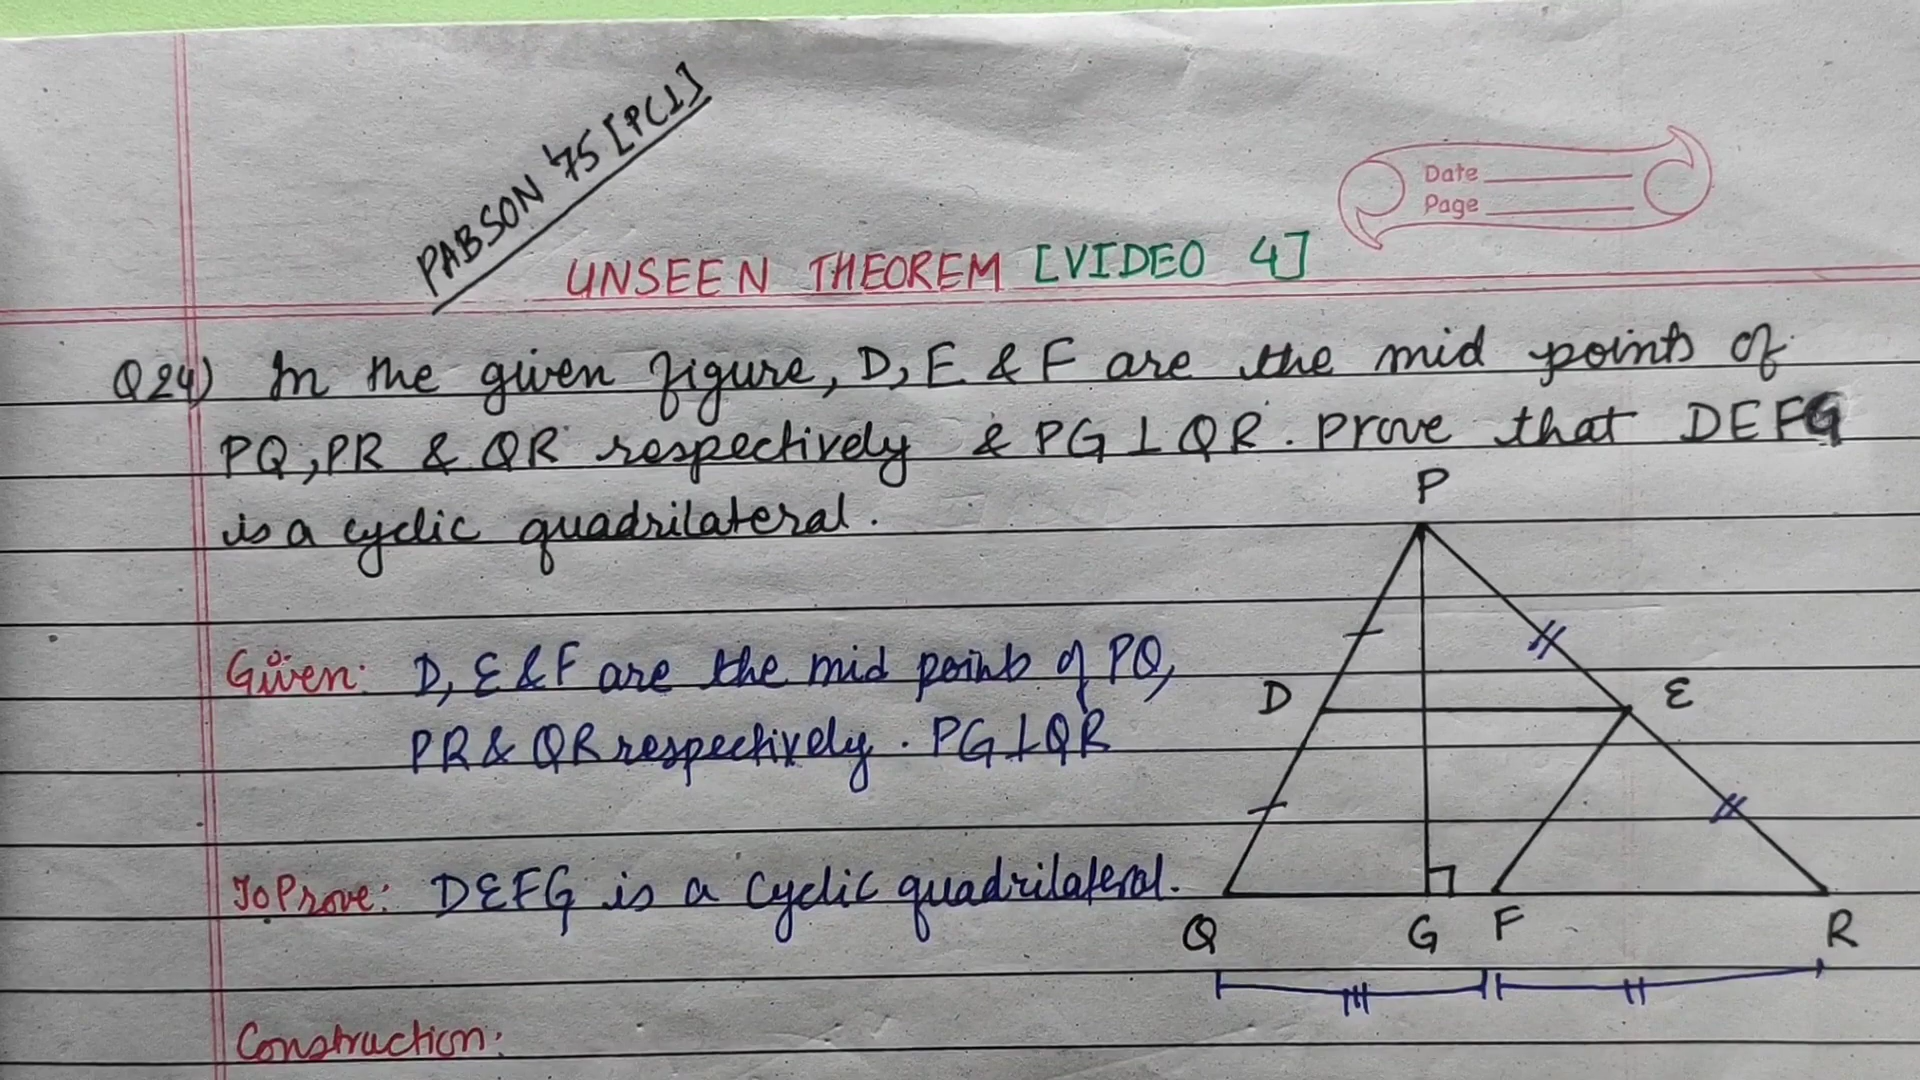 PABSON '75 [PC1]
Date
Page
UNSEEN THEOREM [VIDEO 4]
Q24) In the given figure, D, E & F are the mid points of
PQ, PR & QR respectively & PG ⊥ QR. Prove that DEFG
is a cyclic quadrilateral.
P
Given: D, E & F are the mid points of PQ,
D
E
PR & QR respectively. PG ⊥ QR
To Prove: DEFG is a cyclic quadrilateral.
Q
G
F
R
Construction: